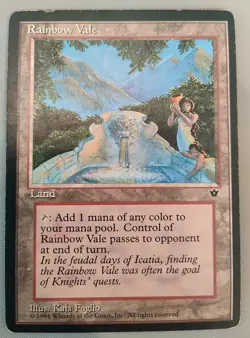 Rainbow Vale
Land
: Add 1 mana of any color to
your mana pool. Control of
Rainbow Vale passes to opponent
at end of turn.
In the feudal days of Icatia, finding
the Rainbow Vale was often the goal
of Knights' quests.
Illus. Kaja Foglio
©1994 Wizards of the Coast, Inc. All rights reserved.